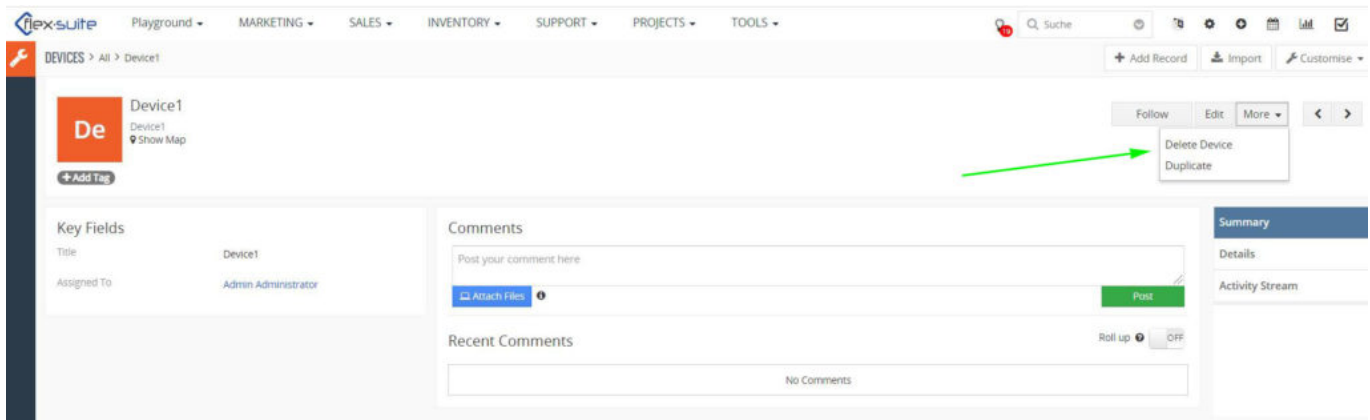 flex-suite Playground MARKETING SALES INVENTORY SUPPORT PROJECTS TOOLS 19 Suche
DEVICES > All > Device1 + Add Record Import Customise
De
Device1
Device1
Show Map
+ Add Tag
Follow Edit More < >
Delete Device
Duplicate
Key Fields
Title Device1
Assigned To Admin Administrator
Comments
Post your comment here
Attach Files Post
Recent Comments Roll up OFF
No Comments
Summary
Details
Activity Stream